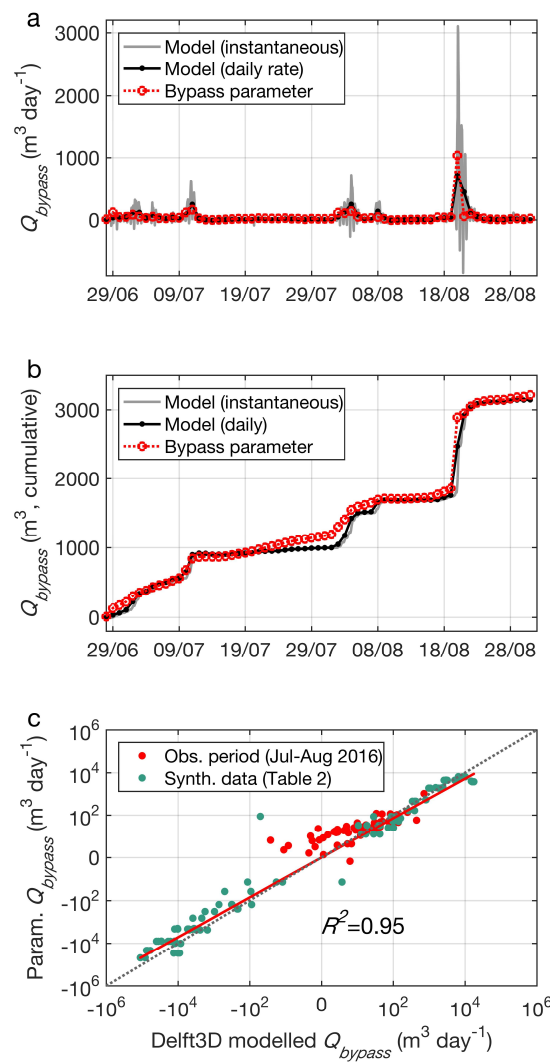 a
3000
2000
1000
0
Q_bypass (m³ day⁻¹)
Model (instantaneous)
Model (daily rate)
Bypass parameter
29/06 09/07 19/07 29/07 08/08 18/08 28/08
b
3000
2000
1000
0
Q_bypass (m³ , cumulative)
Model (instantaneous)
Model (daily)
Bypass parameter
29/06 09/07 19/07 29/07 08/08 18/08 28/08
c
10⁶
10⁴
10²
0
-10²
-10⁴
-10⁶
Param. Q_bypass (m³ day⁻¹)
Obs. period (Jul-Aug 2016)
Synth. data (Table 2)
R²=0.95
-10⁶ -10⁴ -10² 0 10² 10⁴ 10⁶
Delft3D modelled Q_bypass (m³ day⁻¹)